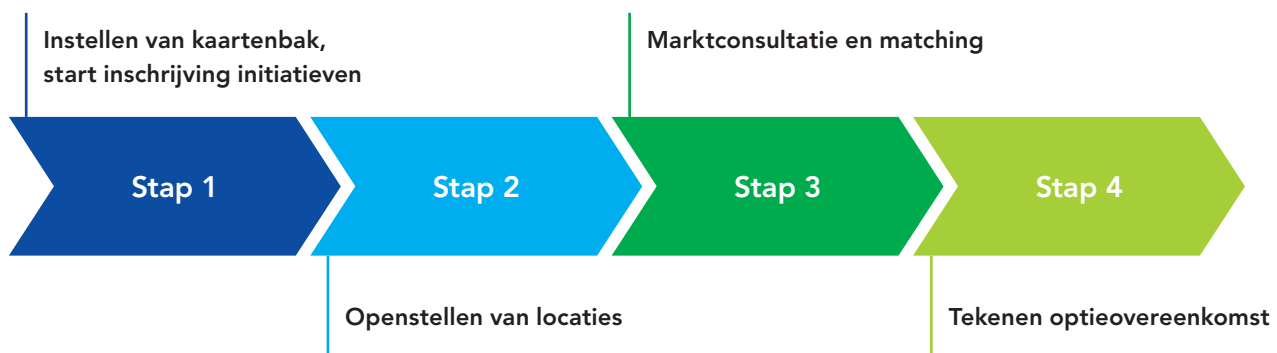 Instellen van kaartenbak,
start inschrijving initiatieven
Marktconsultatie en matching
Stap 1
Stap 2
Stap 3
Stap 4
Openstellen van locaties
Tekenen optieovereenkomst